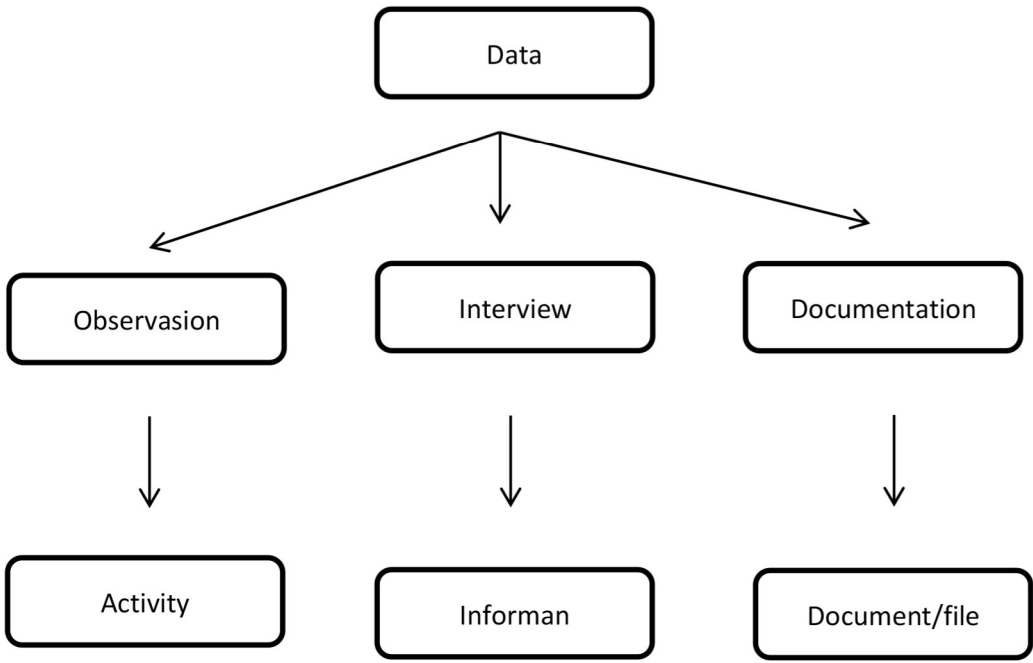 Data
Observasion
Interview
Documentation
Activity
Informan
Document/file